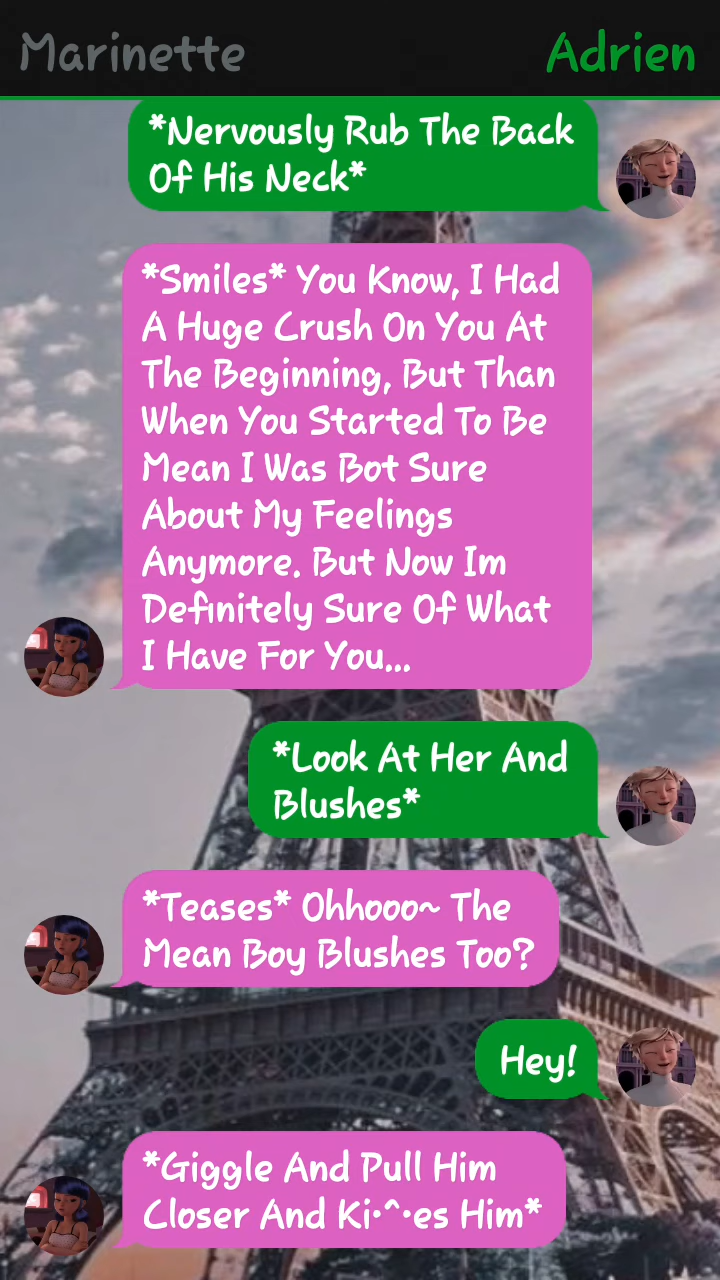 Marinette Adrien
*Nervously Rub The Back
Of His Neck*
*Smiles* You Know, I Had
A Huge Crush On You At
The Beginning, But Than
When You Started To Be
Mean I Was Bot Sure
About My Feelings
Anymore. But Now Im
Definitely Sure Of What
I Have For You...
*Look At Her And
Blushes*
*Teases* Ohhooo~ The
Mean Boy Blushes Too?
Hey!
*Giggle And Pull Him
Closer And Ki•^•es Him*